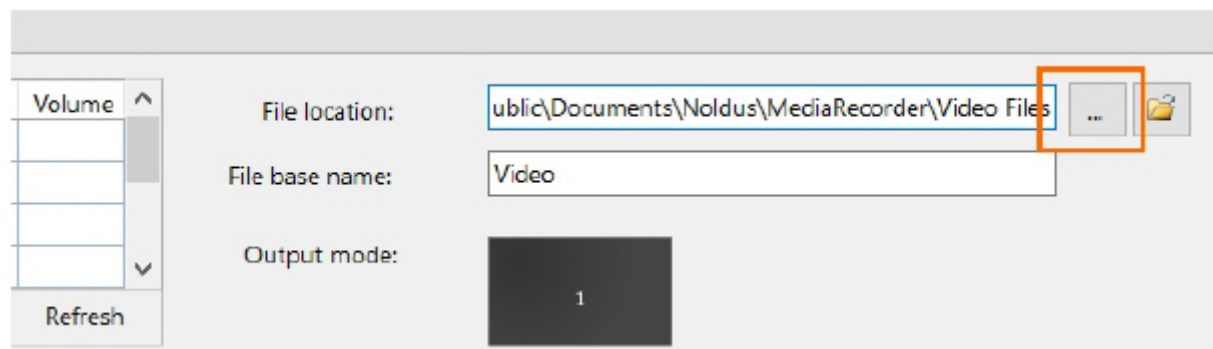 Volume
File location:
ublic\Documents\Noldus\MediaRecorder\Video Files
...
File base name:
Video
Output mode:
1
Refresh